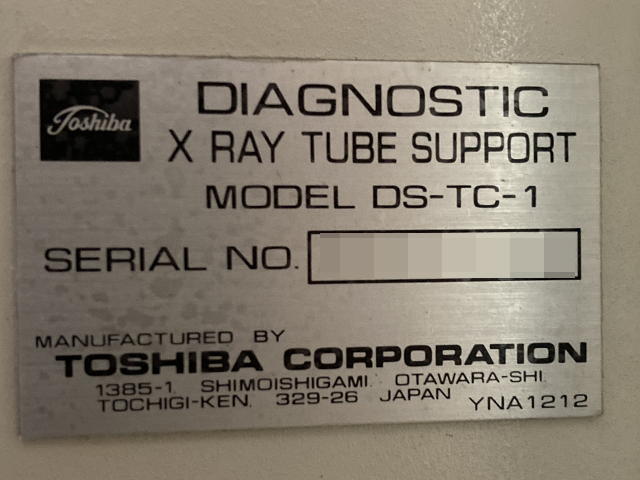 Toshiba
DIAGNOSTIC
X RAY TUBE SUPPORT
MODEL DS-TC-1
SERIAL NO.
MANUFACTURED BY
TOSHIBA CORPORATION
1385-1. SHIMOISHIGAMI. OTAWARA-SHI.
TOCHIGI-KEN. 329-26 JAPAN YNA1212